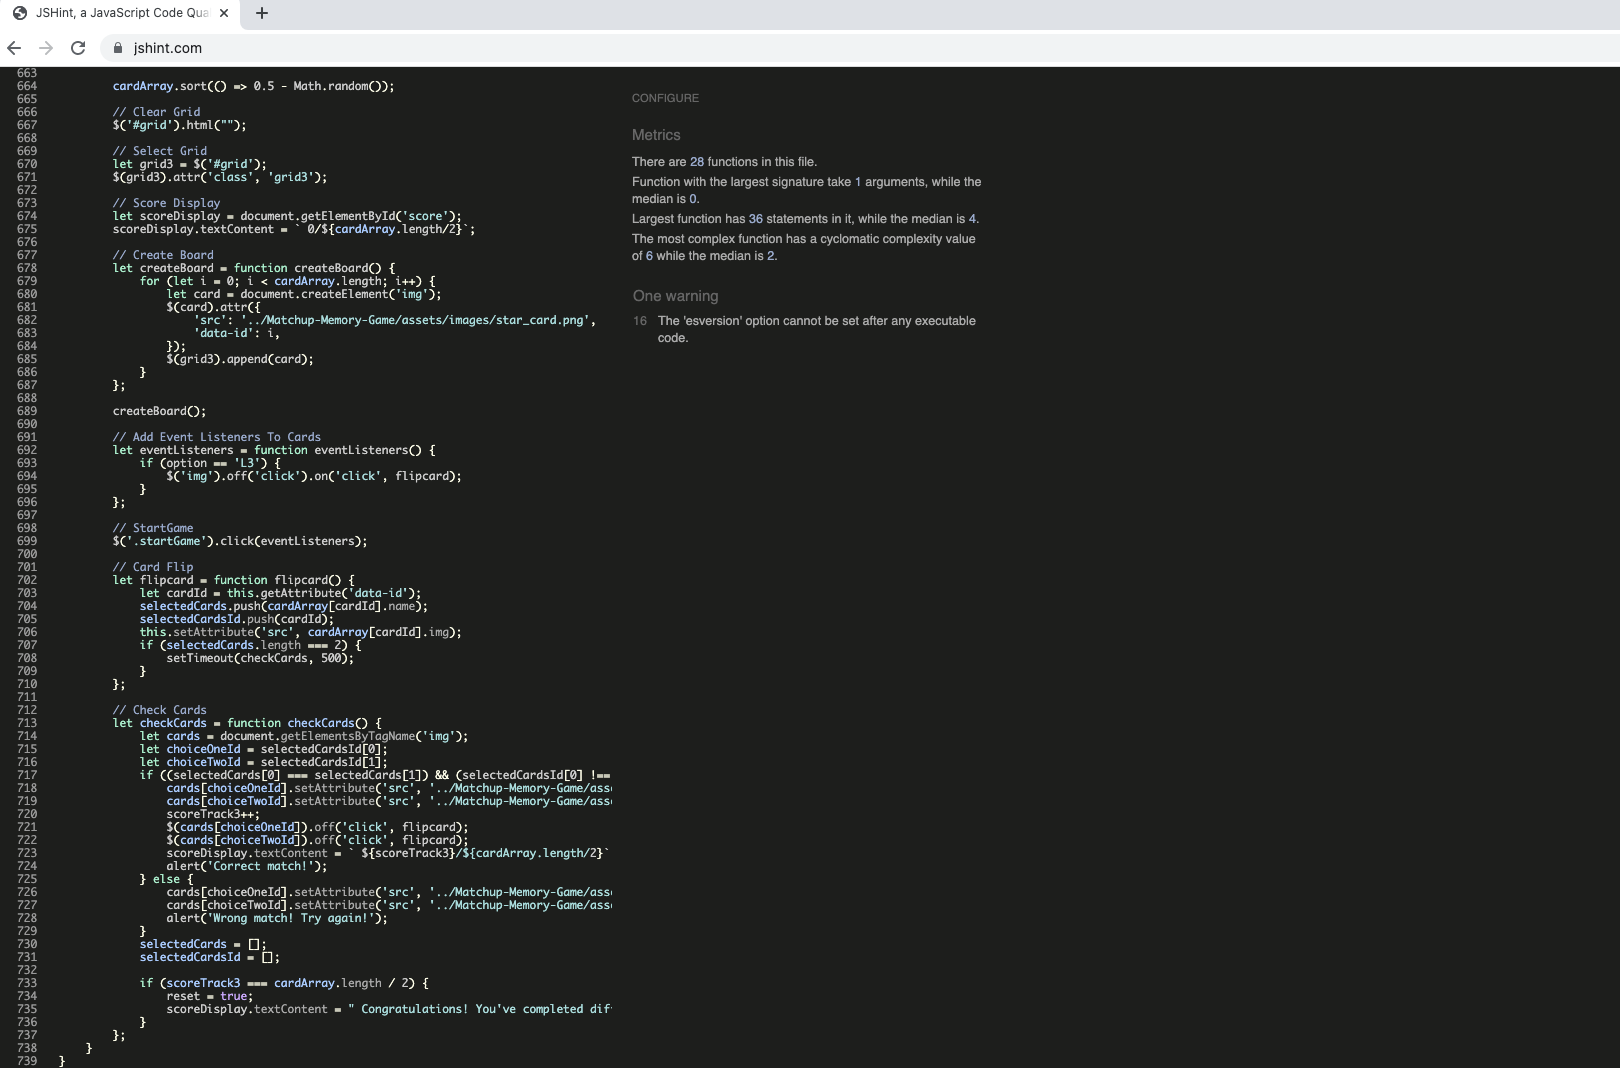 JSHint, a JavaScript Code Qua
jshint.com
663
664 cardArray.sort(() => 0.5 - Math.random());
665
666 // Clear Grid
667 $('#grid').html("");
668
669 // Select Grid
670 let grid3 = $('#grid');
671 $(grid3).attr('class', 'grid3');
672
673 // Score Display
674 let scoreDisplay = document.getElementById('score');
675 scoreDisplay.textContent = ` 0/${cardArray.length/2}`;
676
677 // Create Board
678 let createBoard = function createBoard() {
679 for (let i = 0; i < cardArray.length; i++) {
680 let card = document.createElement('img');
681 $(card).attr({
682 'src': '../Matchup-Memory-Game/assets/images/star_card.png',
683 'data-id': i,
684 });
685 $(grid3).append(card);
686 }
687 };
688
689 createBoard();
690
691 // Add Event Listeners To Cards
692 let eventListeners = function eventListeners() {
693 if (option == 'L3') {
694 $('img').off('click').on('click', flipcard);
695 }
696 };
697
698 // StartGame
699 $('.startGame').click(eventListeners);
700
701 // Card Flip
702 let flipcard = function flipcard() {
703 let cardId = this.getAttribute('data-id');
704 selectedCards.push(cardArray[cardId].name);
705 selectedCardsId.push(cardId);
706 this.setAttribute('src', cardArray[cardId].img);
707 if (selectedCards.length === 2) {
708 setTimeout(checkCards, 500);
709 }
710 };
711
712 // Check Cards
713 let checkCards = function checkCards() {
714 let cards = document.getElementsByTagName('img');
715 let choiceOneId = selectedCardsId[0];
716 let choiceTwoId = selectedCardsId[1];
717 if ((selectedCards[0] === selectedCards[1]) && (selectedCardsId[0] !==
718 cards[choiceOneId].setAttribute('src', '../Matchup-Memory-Game/ass
719 cards[choiceTwoId].setAttribute('src', '../Matchup-Memory-Game/ass
720 scoreTrack3++;
721 $(cards[choiceOneId]).off('click', flipcard);
722 $(cards[choiceTwoId]).off('click', flipcard);
723 scoreDisplay.textContent = ` ${scoreTrack3}/${cardArray.length/2}`
724 alert('Correct match!');
725 } else {
726 cards[choiceOneId].setAttribute('src', '../Matchup-Memory-Game/ass
727 cards[choiceTwoId].setAttribute('src', '../Matchup-Memory-Game/ass
728 alert('Wrong match! Try again!');
729 }
730 selectedCards = [];
731 selectedCardsId = [];
732
733 if (scoreTrack3 === cardArray.length / 2) {
734 reset = true;
735 scoreDisplay.textContent = " Congratulations! You've completed dif
736 }
737 };
738 }
739 }
CONFIGURE
Metrics
There are 28 functions in this file.
Function with the largest signature take 1 arguments, while the
median is 0.
Largest function has 36 statements in it, while the median is 4.
The most complex function has a cyclomatic complexity value
of 6 while the median is 2.
One warning
16 The 'esversion' option cannot be set after any executable
code.